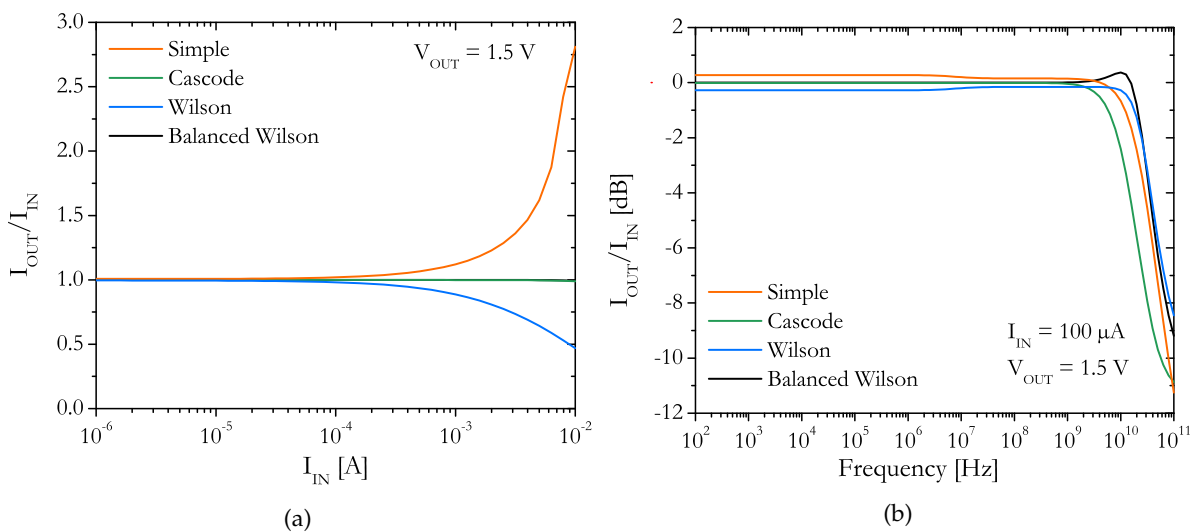 3.0
2.5
2.0
1.5
1.0
0.5
0.0
I_OUT/I_IN
Simple
Cascode
Wilson
Balanced Wilson
V_OUT = 1.5 V
10^-6
10^-5
10^-4
10^-3
10^-2
I_IN [A]
(a)
2
0
-2
-4
-6
-8
-10
-12
I_OUT/I_IN [dB]
Simple
Cascode
Wilson
Balanced Wilson
I_IN = 100 μA
V_OUT = 1.5 V
10^2
10^3
10^4
10^5
10^6
10^7
10^8
10^9
10^10
10^11
Frequency [Hz]
(b)